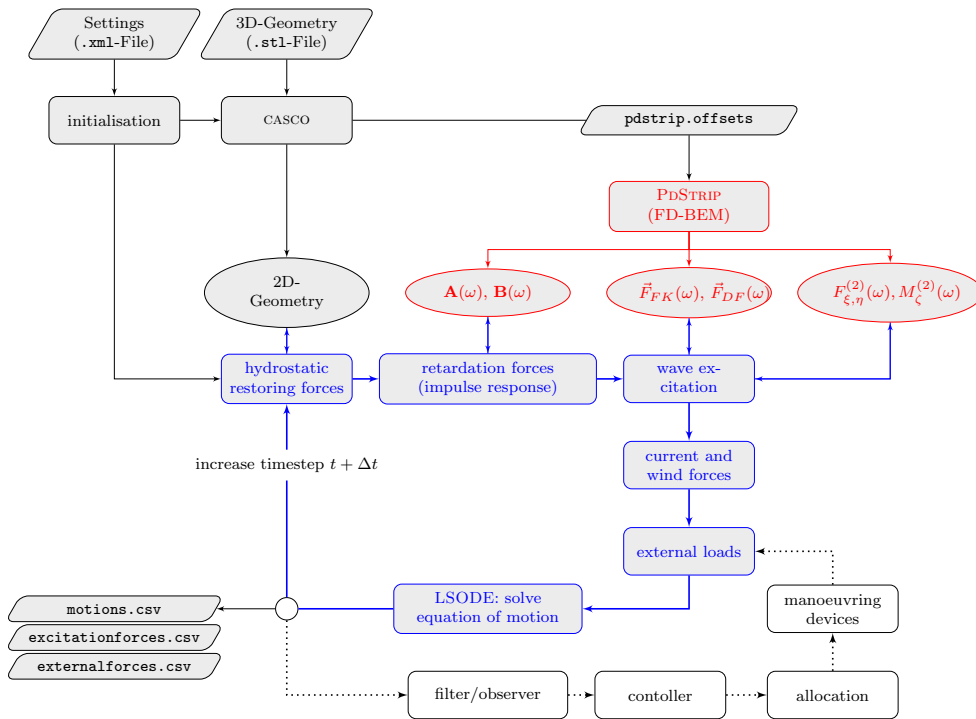 Settings
(.xml-File)
3D-Geometry
(.stl-File)
initialisation
CASCO
pdstrip.offsets
PDSTRIP
(FD-BEM)
2D-
Geometry
A(ω), B(ω)
F⃗_FK(ω), F⃗_DF(ω)
F_{ξ,η}^{(2)}(ω), M_ζ^{(2)}(ω)
hydrostatic
restoring forces
retardation forces
(impulse response)
wave ex-
citation
increase timestep t + Δt
current and
wind forces
external loads
LSODE: solve
equation of motion
manoeuvring
devices
motions.csv
excitationforces.csv
externalforces.csv
filter/observer
contoller
allocation